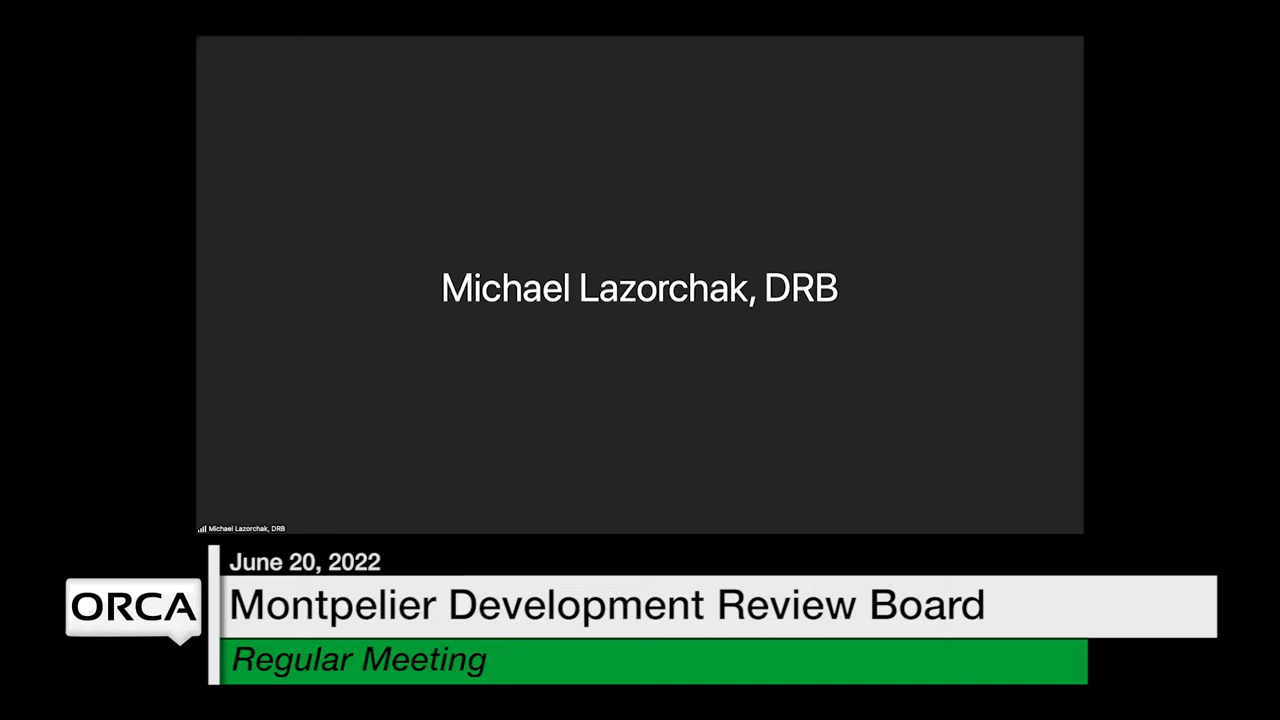 Michael Lazorchak, DRB
Michael Lazorchak, DRB
June 20, 2022
ORCA
Montpelier Development Review Board
Regular Meeting